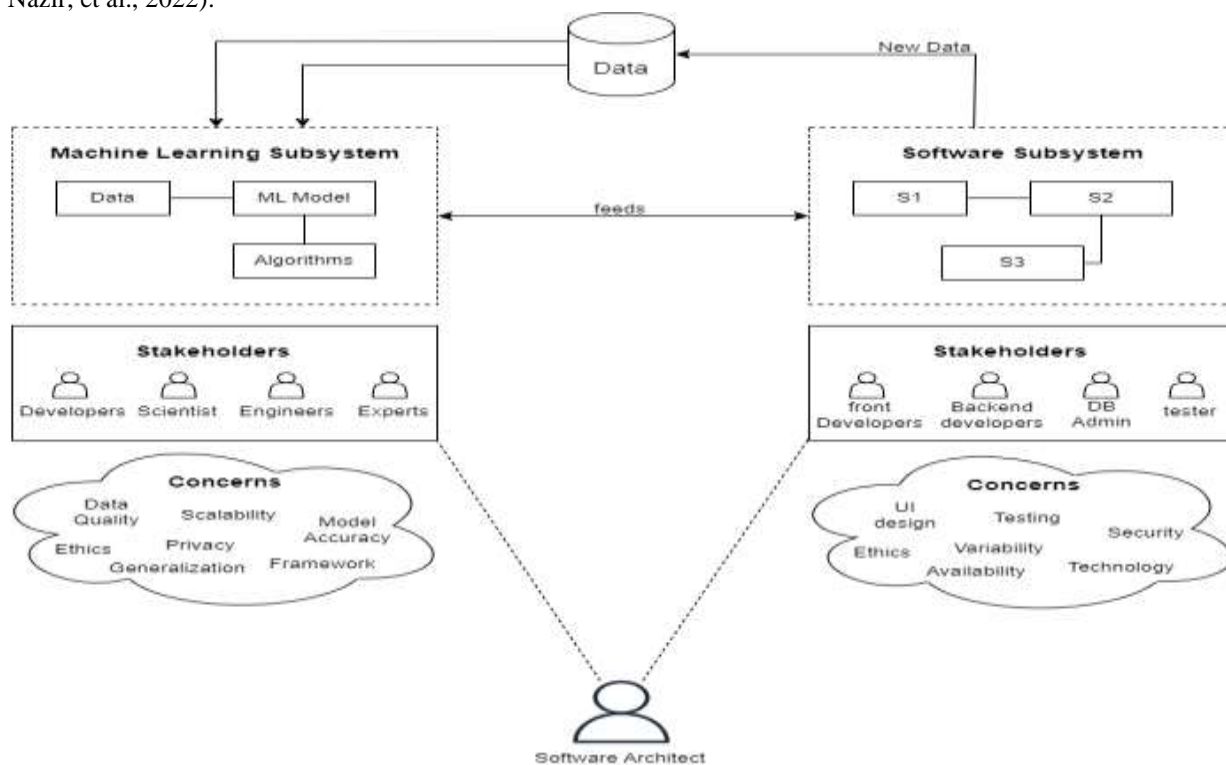 Nazir, et al., 2022).
Data
New Data
Machine Learning Subsystem
Data
ML Model
Algorithms
feeds
Software Subsystem
S1
S2
S3
Stakeholders
Developers
Scientist
Engineers
Experts
Stakeholders
front
Developers
Backend
developers
DB
Admin
tester
Concerns
Data
Quality
Scalability
Model
Accuracy
Ethics
Privacy
Generalization
Framework
Concerns
UI
design
Testing
Security
Ethics
Variability
Availability
Technology
Software Architect